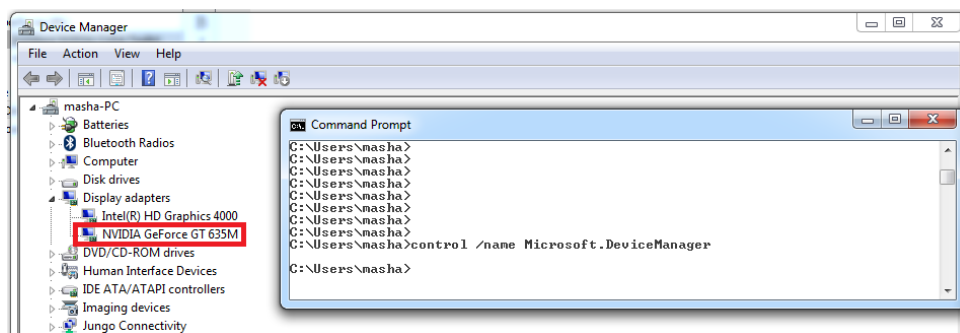 Device Manager
File Action View Help
masha-PC
Batteries
Bluetooth Radios
Computer
Disk drives
Display adapters
Intel(R) HD Graphics 4000
NVIDIA GeForce GT 635M
DVD/CD-ROM drives
Human Interface Devices
IDE ATA/ATAPI controllers
Imaging devices
Jungo Connectivity
Command Prompt
C:\Users\masha>
C:\Users\masha>
C:\Users\masha>
C:\Users\masha>
C:\Users\masha>
C:\Users\masha>
C:\Users\masha>
C:\Users\masha>
C:\Users\masha>control /name Microsoft.DeviceManager
C:\Users\masha>